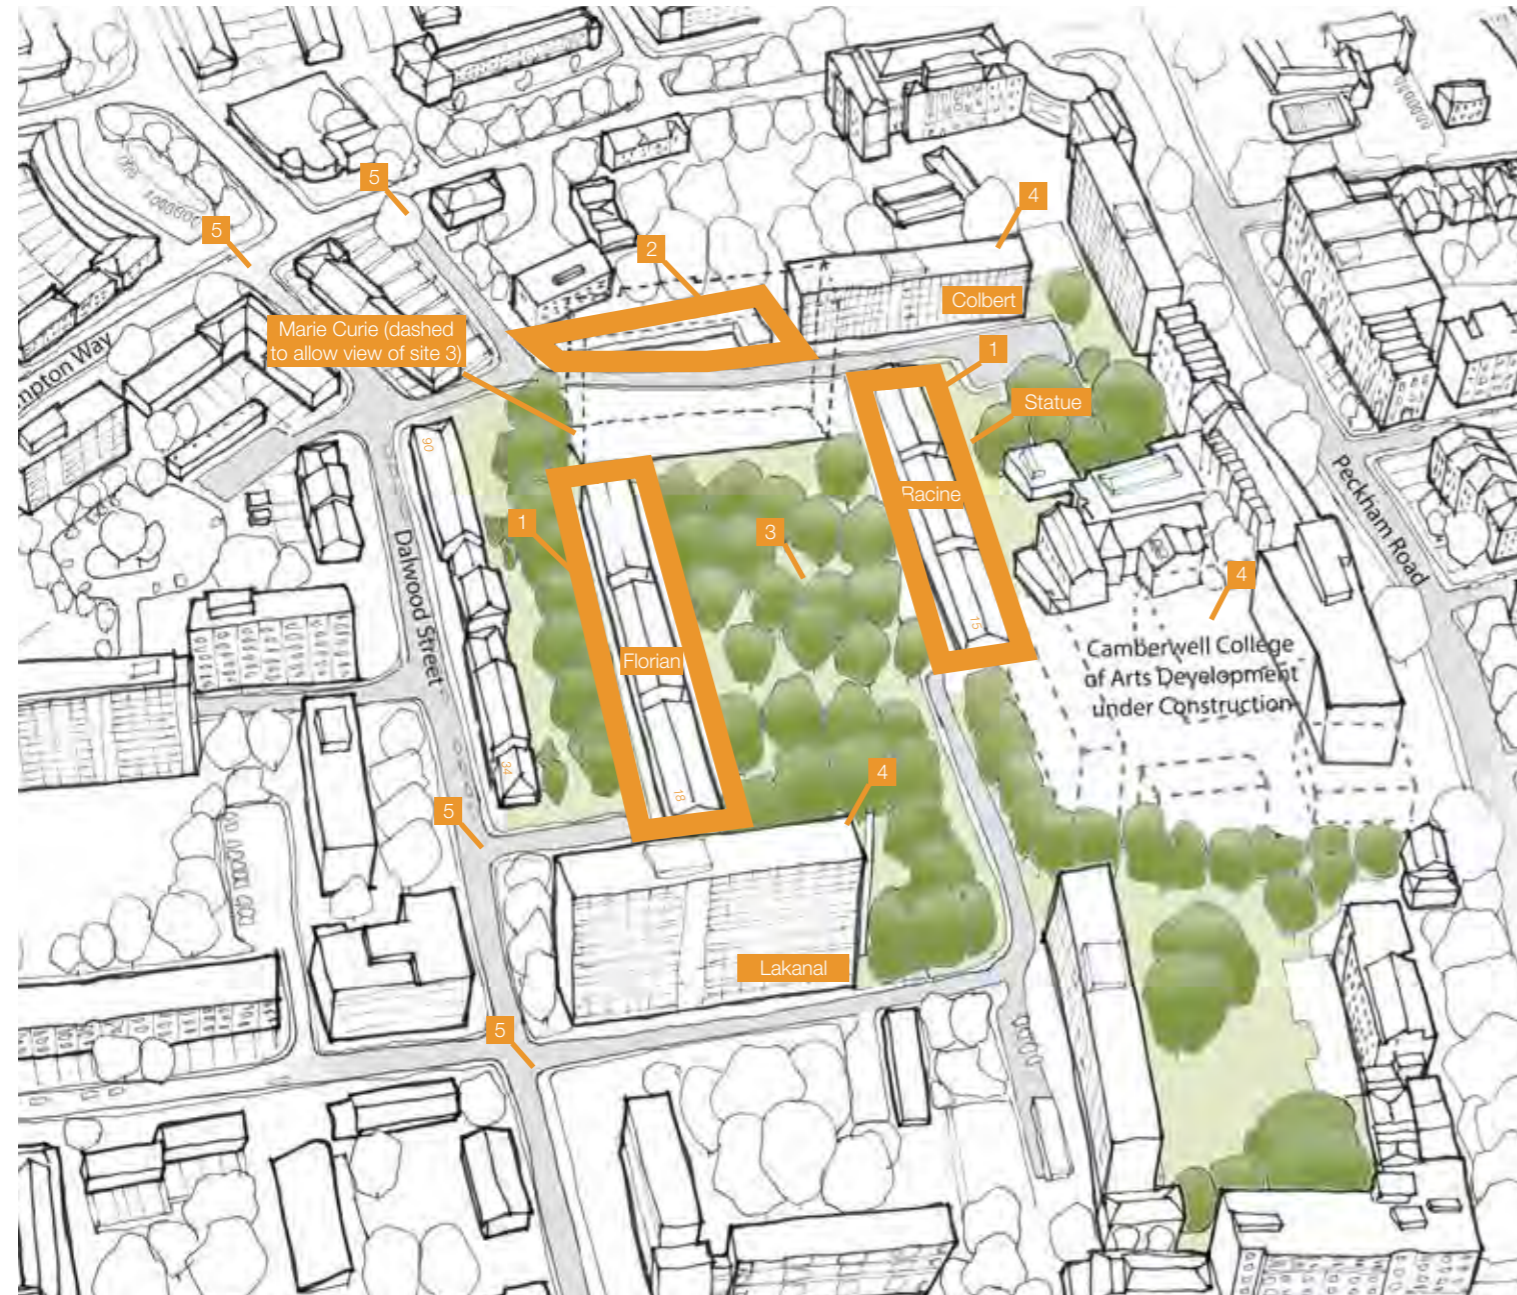 5
4
5
2
Colbert
Marie Curie (dashed
to allow view of site 3)
1
mpton Way
Statue
90
Racine
Peckham Road
1
3
Dalwood Street
4
15
Camberwell College
of Arts Development
under Construction
Florian
34
18
4
5
Lakanal
5